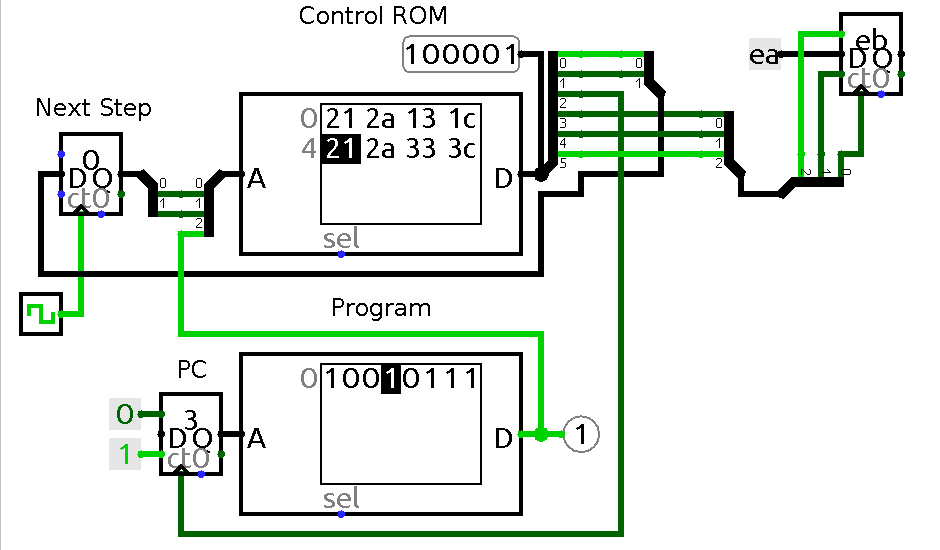 Control ROM
100001
ea
eb
D Q
ct0
2 1 0
Next Step
0
D Q
ct0
0
1
0
1
2
A
0 21 2a 13 1c
4 21 2a 33 3c
D
sel
0
1
2
3
4
5
0
1
0
1
2
Program
PC
0
1
3
D Q
ct0
A
0 10010111
D
sel
1